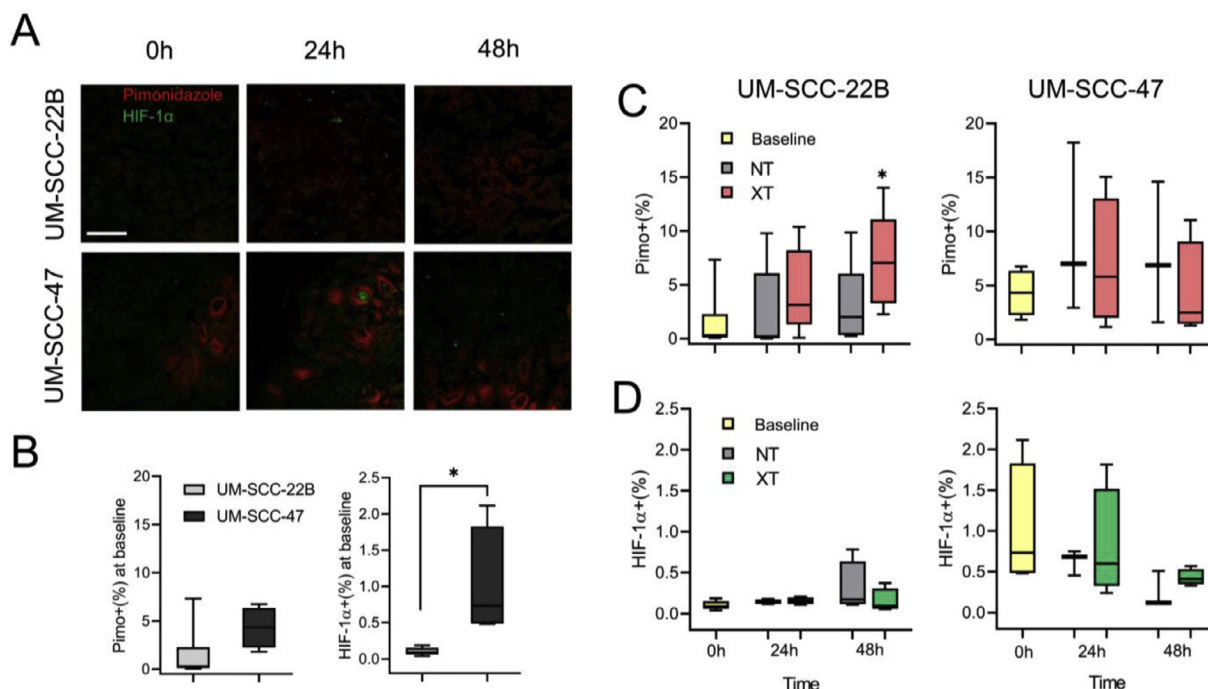 A
0h 24h 48h
UM-SCC-22B
Pimonidazole
HIF-1α
UM-SCC-47
B
Pimo+(%) at baseline
20
15
10
5
0
UM-SCC-22B
UM-SCC-47
HIF-1α+(%) at baseline
2.5
2.0
1.5
1.0
0.5
0.0
*
C
UM-SCC-22B
Pimo+(%)
20
15
10
5
0
Baseline
NT
XT
*
UM-SCC-47
Pimo+(%)
20
15
10
5
0
D
HIF-1α+(%)
2.5
2.0
1.5
1.0
0.5
0.0
Baseline
NT
XT
0h 24h 48h
Time
HIF-1α+(%)
2.5
2.0
1.5
1.0
0.5
0.0
0h 24h 48h
Time